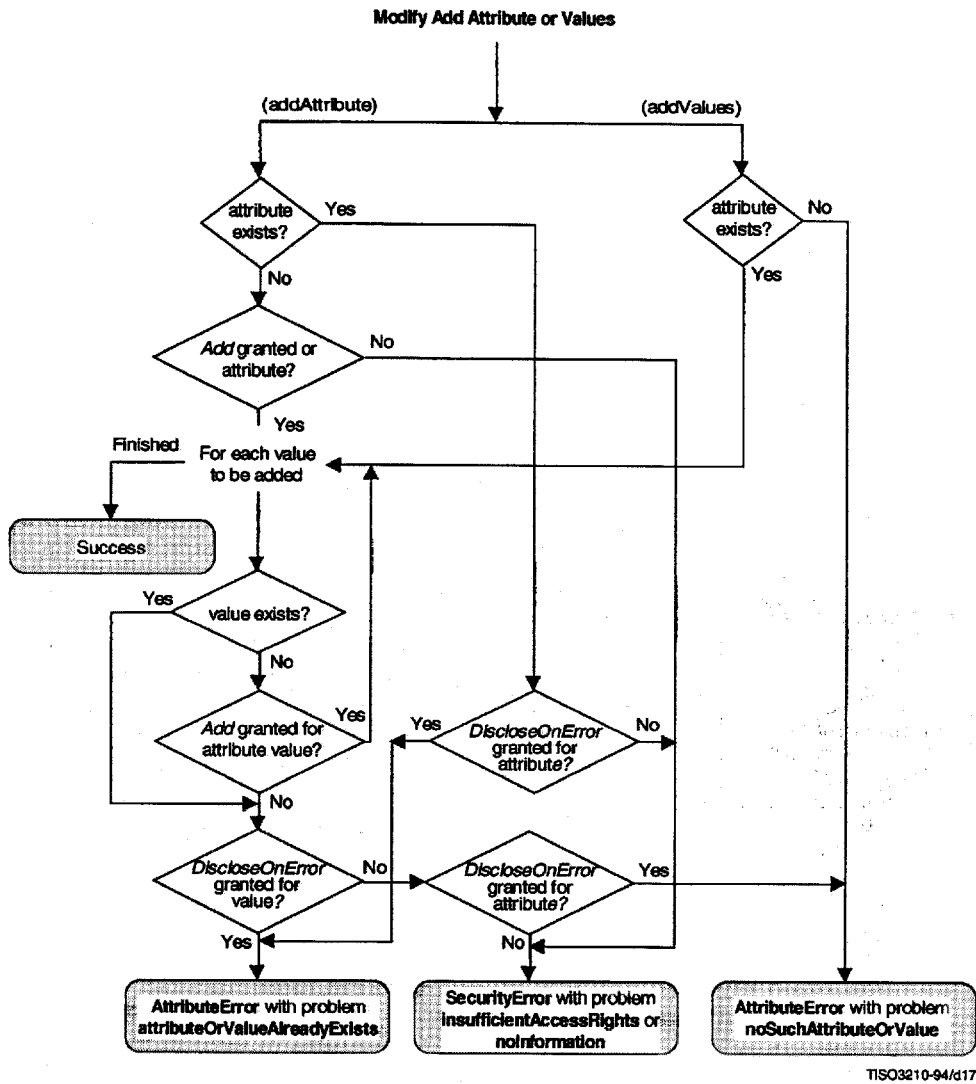 Modify Add Attribute or Values
(addAttribute)
(addValues)
attribute
exists?
Yes
attribute
exists?
No
No
Yes
Add granted or
attribute?
No
Yes
Finished
For each value
to be added
Success
Yes
value exists?
No
Add granted for
attribute value?
Yes
Yes
DiscloseOnError
granted for
attribute?
No
No
DiscloseOnError
granted for
value?
No
DiscloseOnError
granted for
attribute?
Yes
Yes
No
AttributeError with problem
attributeOrValueAlreadyExists
SecurityError with problem
insufficientAccessRights or
noInformation
AttributeError with problem
noSuchAttributeOrValue
TISO3210-94/d17